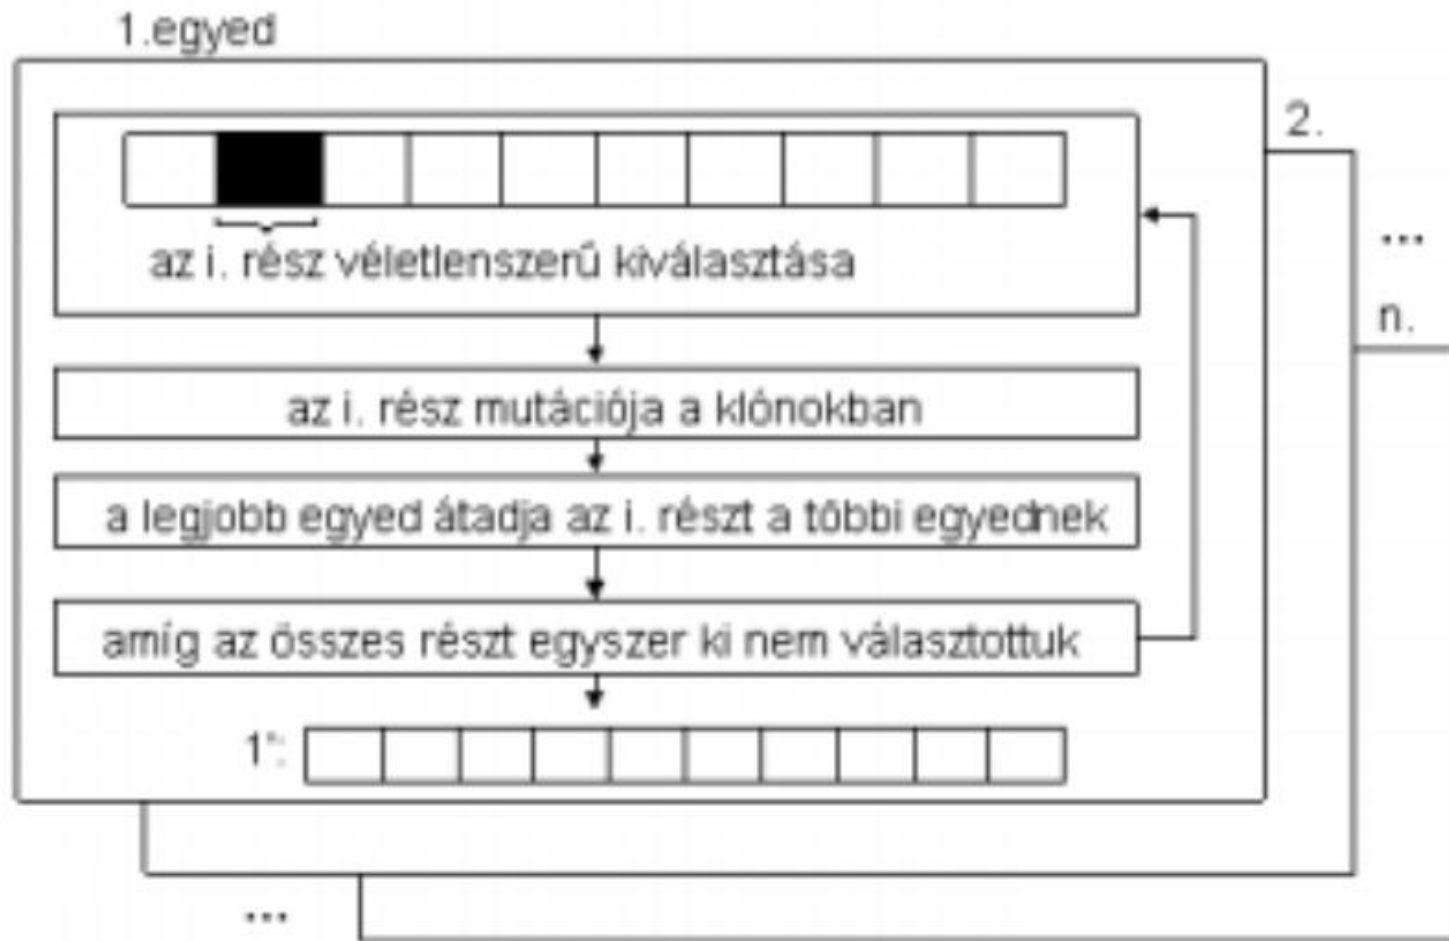 1.egyed
2.
...
n.
az i. rész véletlenszerű kiválasztása
az i. rész mutációja a klónokban
a legjobb egyed átadja az i. részt a többi egyednek
amíg az összes részt egyszer ki nem választottuk
1*:
...